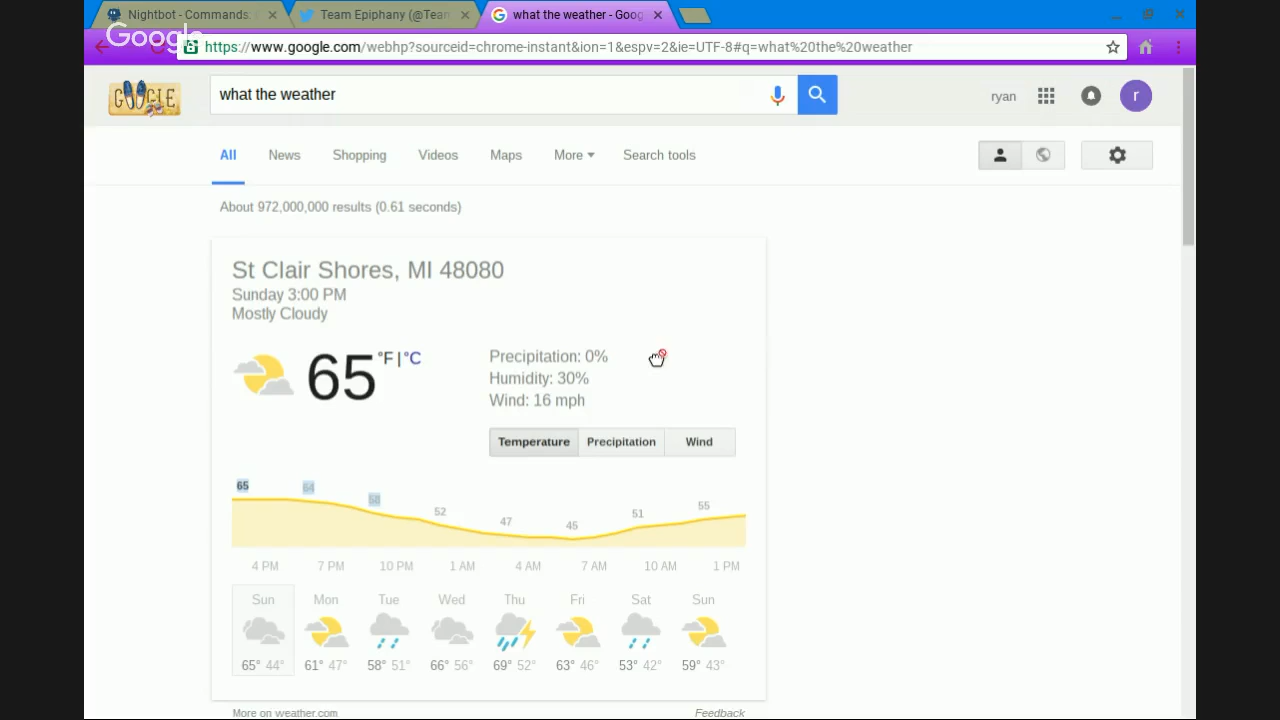 Nightbot - Commands.
Team Epiphany (@Team
what the weather - Goog
Google
https://www.google.com/webhp?sourceid=chrome-instant&ion=1&espv=2&ie=UTF-8#q=what%20the%20weather
GOOGLE
what the weather
ryan
r
All News Shopping Videos Maps More Search tools
About 972,000,000 results (0.61 seconds)
St Clair Shores, MI 48080
Sunday 3:00 PM
Mostly Cloudy
65 °F | °C
Precipitation: 0%
Humidity: 30%
Wind: 16 mph
Temperature Precipitation Wind
65 64 58 52 47 45 51 55
4 PM 7 PM 10 PM 1 AM 4 AM 7 AM 10 AM 1 PM
Sun Mon Tue Wed Thu Fri Sat Sun
65° 44° 61° 47° 58° 51° 66° 56° 69° 52° 63° 46° 53° 42° 59° 43°
More on weather.com
Feedback